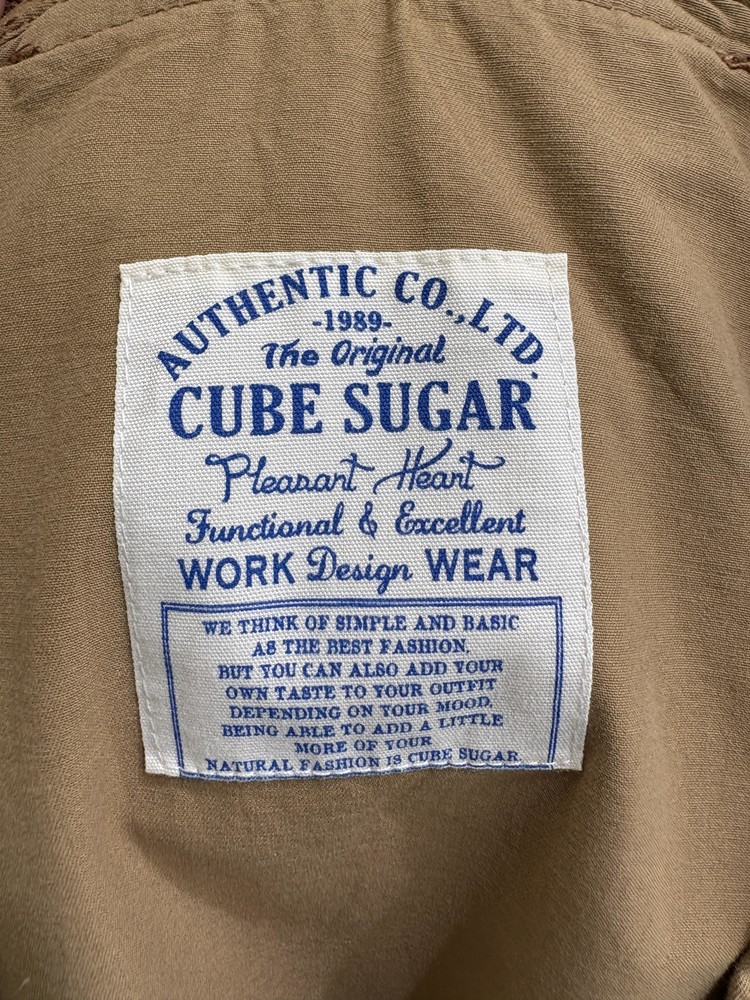 AUTHENTIC CO., LTD.
-1989-
The Original
CUBE SUGAR
Pleasant Heart
Functional & Excellent
WORK Design WEAR
WE THINK OF SIMPLE AND BASIC
AS THE BEST FASHION.
BUT YOU CAN ALSO ADD YOUR
OWN TASTE TO YOUR OUTFIT
DEPENDING ON YOUR MOOD.
BEING ABLE TO ADD A LITTLE
MORE OF YOUR
NATURAL FASHION IS CUBE SUGAR